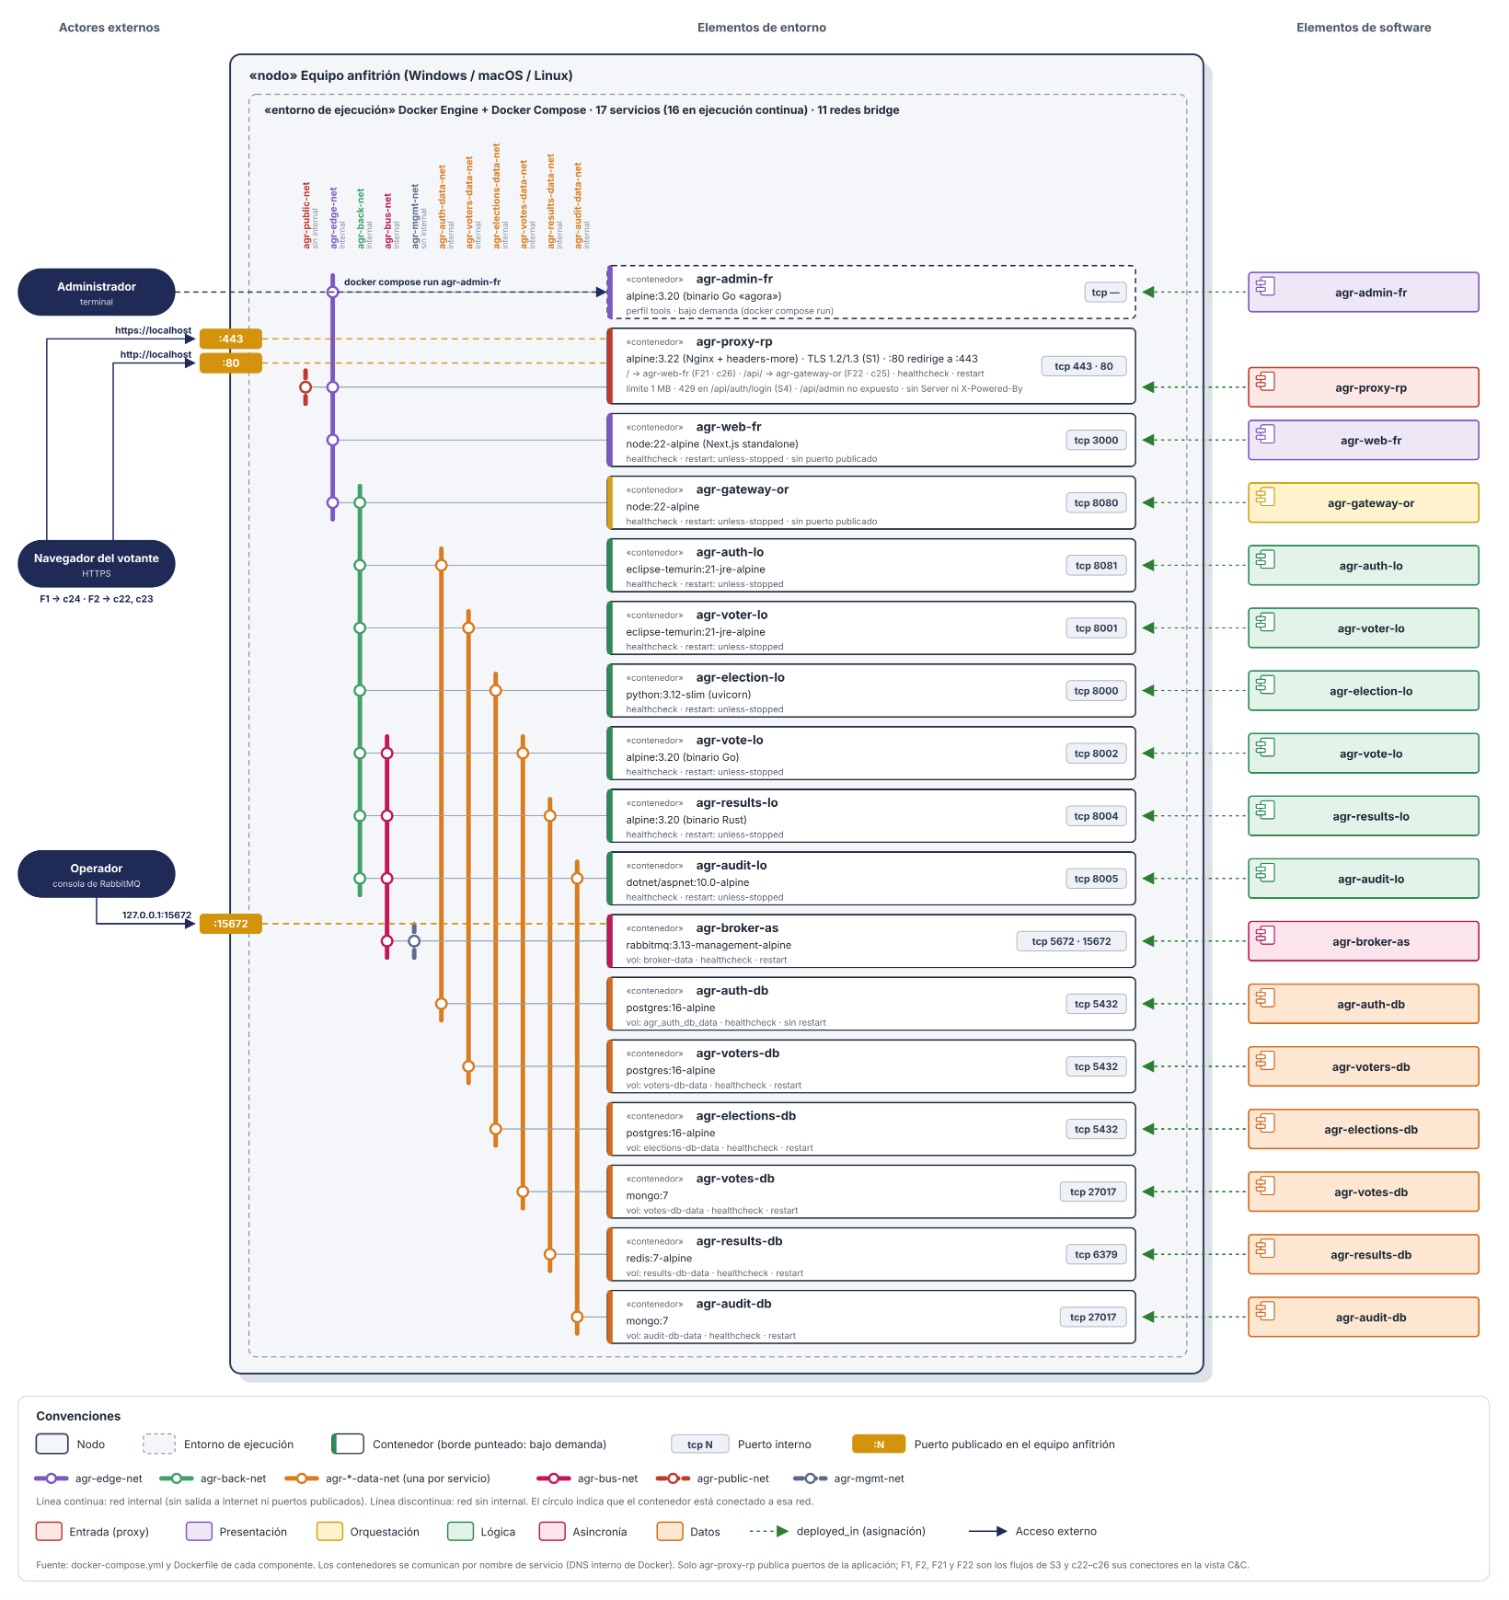 Actores externos
Elementos de entorno
Elementos de software
«nodo» Equipo anfitrión (Windows / macOS / Linux)
«entorno de ejecución» Docker Engine + Docker Compose · 17 servicios (16 en ejecución continua) · 11 redes bridge
agr-public-net
sin internal
agr-edge-net
internal
agr-back-net
internal
agr-bus-net
internal
agr-mgmt-net
sin internal
agr-auth-data-net
internal
agr-voters-data-net
internal
agr-elections-data-net
internal
agr-votes-data-net
internal
agr-results-data-net
internal
agr-audit-data-net
internal
Administrador
terminal
docker compose run agr-admin-fr
«contenedor» agr-admin-fr
alpine:3.20 (binario Go «agora»)
perfil tools · bajo demanda (docker compose run)
tcp —
agr-admin-fr
https://localhost
:443
http://localhost
:80
«contenedor» agr-proxy-rp
alpine:3.22 (Nginx + headers-more) · TLS 1.2/1.3 (S1) · :80 redirige a :443
/ → agr-web-fr (F21 · c26) · /api/ → agr-gateway-or (F22 · c25) · healthcheck · restart
límite 1 MB · 429 en /api/auth/login (S4) · /api/admin no expuesto · sin Server ni X-Powered-By
tcp 443 · 80
agr-proxy-rp
«contenedor» agr-web-fr
node:22-alpine (Next.js standalone)
healthcheck · restart: unless-stopped · sin puerto publicado
tcp 3000
agr-web-fr
«contenedor» agr-gateway-or
node:22-alpine
healthcheck · restart: unless-stopped · sin puerto publicado
tcp 8080
agr-gateway-or
Navegador del votante
HTTPS
F1 → c24 · F2 → c22, c23
«contenedor» agr-auth-lo
eclipse-temurin:21-jre-alpine
healthcheck · restart: unless-stopped
tcp 8081
agr-auth-lo
«contenedor» agr-voter-lo
eclipse-temurin:21-jre-alpine
healthcheck · restart: unless-stopped
tcp 8001
agr-voter-lo
«contenedor» agr-election-lo
python:3.12-slim (uvicorn)
healthcheck · restart: unless-stopped
tcp 8000
agr-election-lo
«contenedor» agr-vote-lo
alpine:3.20 (binario Go)
healthcheck · restart: unless-stopped
tcp 8002
agr-vote-lo
«contenedor» agr-results-lo
alpine:3.20 (binario Rust)
healthcheck · restart: unless-stopped
tcp 8004
agr-results-lo
Operador
consola de RabbitMQ
«contenedor» agr-audit-lo
dotnet/aspnet:10.0-alpine
healthcheck · restart: unless-stopped
tcp 8005
agr-audit-lo
127.0.0.1:15672
:15672
«contenedor» agr-broker-as
rabbitmq:3.13-management-alpine
vol: broker-data · healthcheck · restart
tcp 5672 · 15672
agr-broker-as
«contenedor» agr-auth-db
postgres:16-alpine
vol: agr_auth_db_data · healthcheck · sin restart
tcp 5432
agr-auth-db
«contenedor» agr-voters-db
postgres:16-alpine
vol: voters-db-data · healthcheck · restart
tcp 5432
agr-voters-db
«contenedor» agr-elections-db
postgres:16-alpine
vol: elections-db-data · healthcheck · restart
tcp 5432
agr-elections-db
«contenedor» agr-votes-db
mongo:7
vol: votes-db-data · healthcheck · restart
tcp 27017
agr-votes-db
«contenedor» agr-results-db
redis:7-alpine
vol: results-db-data · healthcheck · restart
tcp 6379
agr-results-db
«contenedor» agr-audit-db
mongo:7
vol: audit-db-data · healthcheck · restart
tcp 27017
agr-audit-db
Convenciones
Nodo
Entorno de ejecución
Contenedor (borde punteado: bajo demanda)
tcp N
Puerto interno
:N
Puerto publicado en el equipo anfitrión
agr-edge-net
agr-back-net
agr-*-data-net (una por servicio)
agr-bus-net
agr-public-net
agr-mgmt-net
Línea continua: red internal (sin salida a internet ni puertos publicados). Línea discontinua: red sin internal. El círculo indica que el contenedor está conectado a esa red.
Entrada (proxy)
Presentación
Orquestación
Lógica
Asincronía
Datos
deployed_in (asignación)
Acceso externo
Fuente: docker-compose.yml y Dockerfile de cada componente. Los contenedores se comunican por nombre de servicio (DNS interno de Docker). Solo agr-proxy-rp publica puertos de la aplicación; F1, F2, F21 y F22 son los flujos de S3 y c22–c26 sus conectores en la vista C&C.